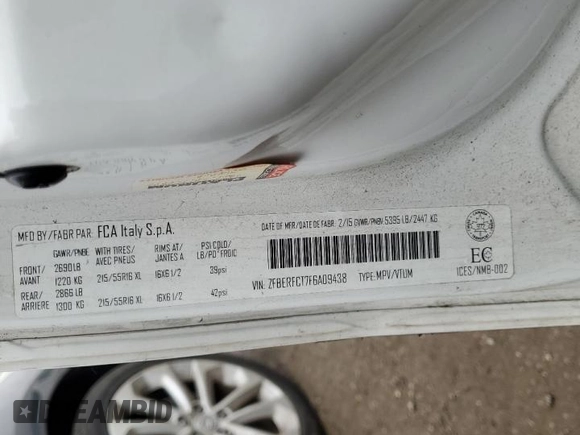 MFD BY/FABR PAR: FCA Italy S.p.A.
DATE OF MFR/DATE DE FABR: 2/15 GVWR/PNBV 5395 LB/2447 KG
GAWR/PNBE WITH TIRES/ AVEC PNEUS RIMS AT/ JANTES A PSI COLD/ LB/PO² FROID
FRONT/ AVANT 2690LB 1220 KG 215/55R16 XL 16X6 1/2 39psi
REAR/ ARRIERE 2866 LB 1300 KG 215/55R16 XL 16X6 1/2 42psi
VIN: ZFBERFCT7F6A09438 TYPE:MPV/VTUM
EC
ICES/NMB-002
DREAMBID